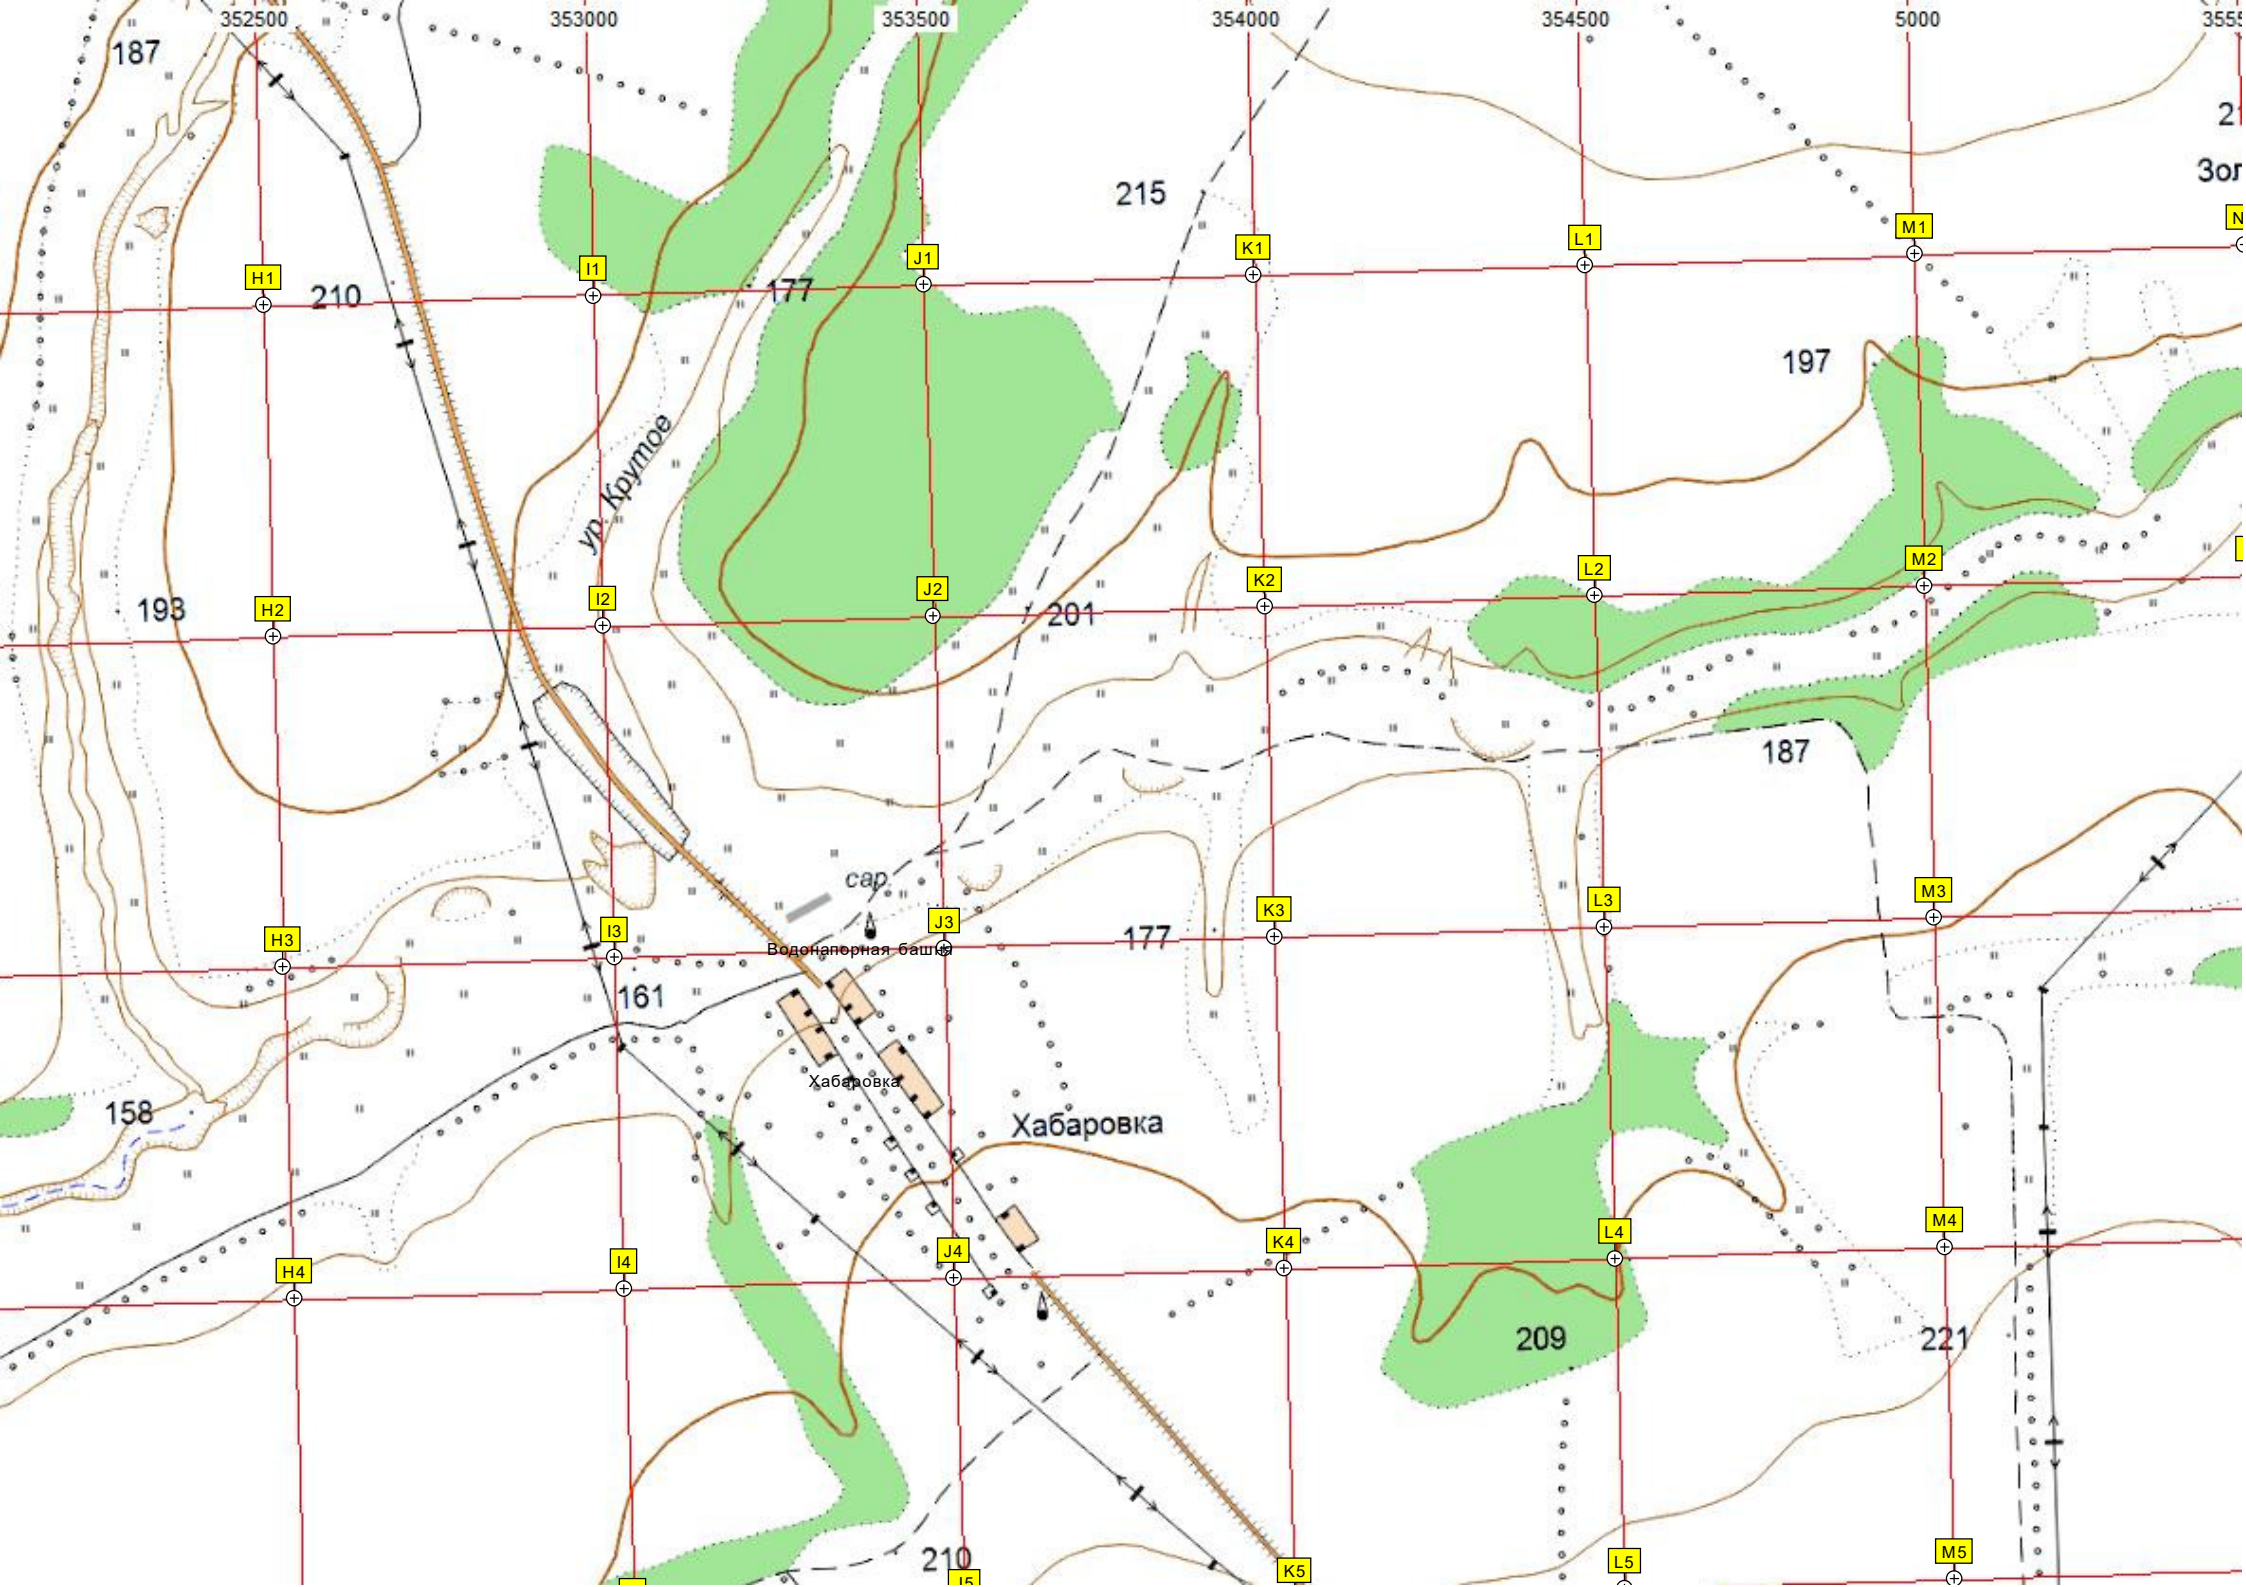 352500 353000 353500 354000 354500 5000
187
215
K1 L1 M1
H1 I1 J1
210 177
197
ур. Крутое
193 H2 I2 J2 K2 L2 M2
201
187
сар.
H3 I3 J3 K3 L3 M3
Водонапорная башня
177
161
Хабаровка
158
Хабаровка
H4 I4 J4 K4 L4 M4
209 221
210
J5 K5 L5 M5